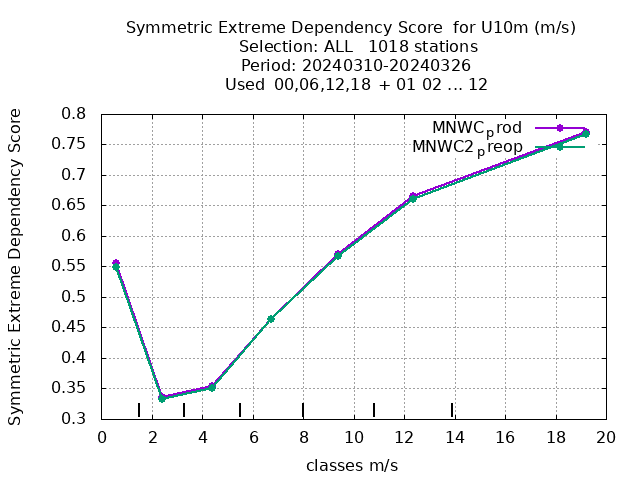 Symmetric Extreme Dependency Score  for U10m (m/s)
Selection: ALL   1018 stations
Period: 20240310-20240326
Used  00,06,12,18 + 01 02 ... 12
Symmetric Extreme Dependency Score
0.8
0.75
0.7
0.65
0.6
0.55
0.5
0.45
0.4
0.35
0.3
MNWCprod
MNWC2preop
0 2 4 6 8 10 12 14 16 18 20
classes m/s